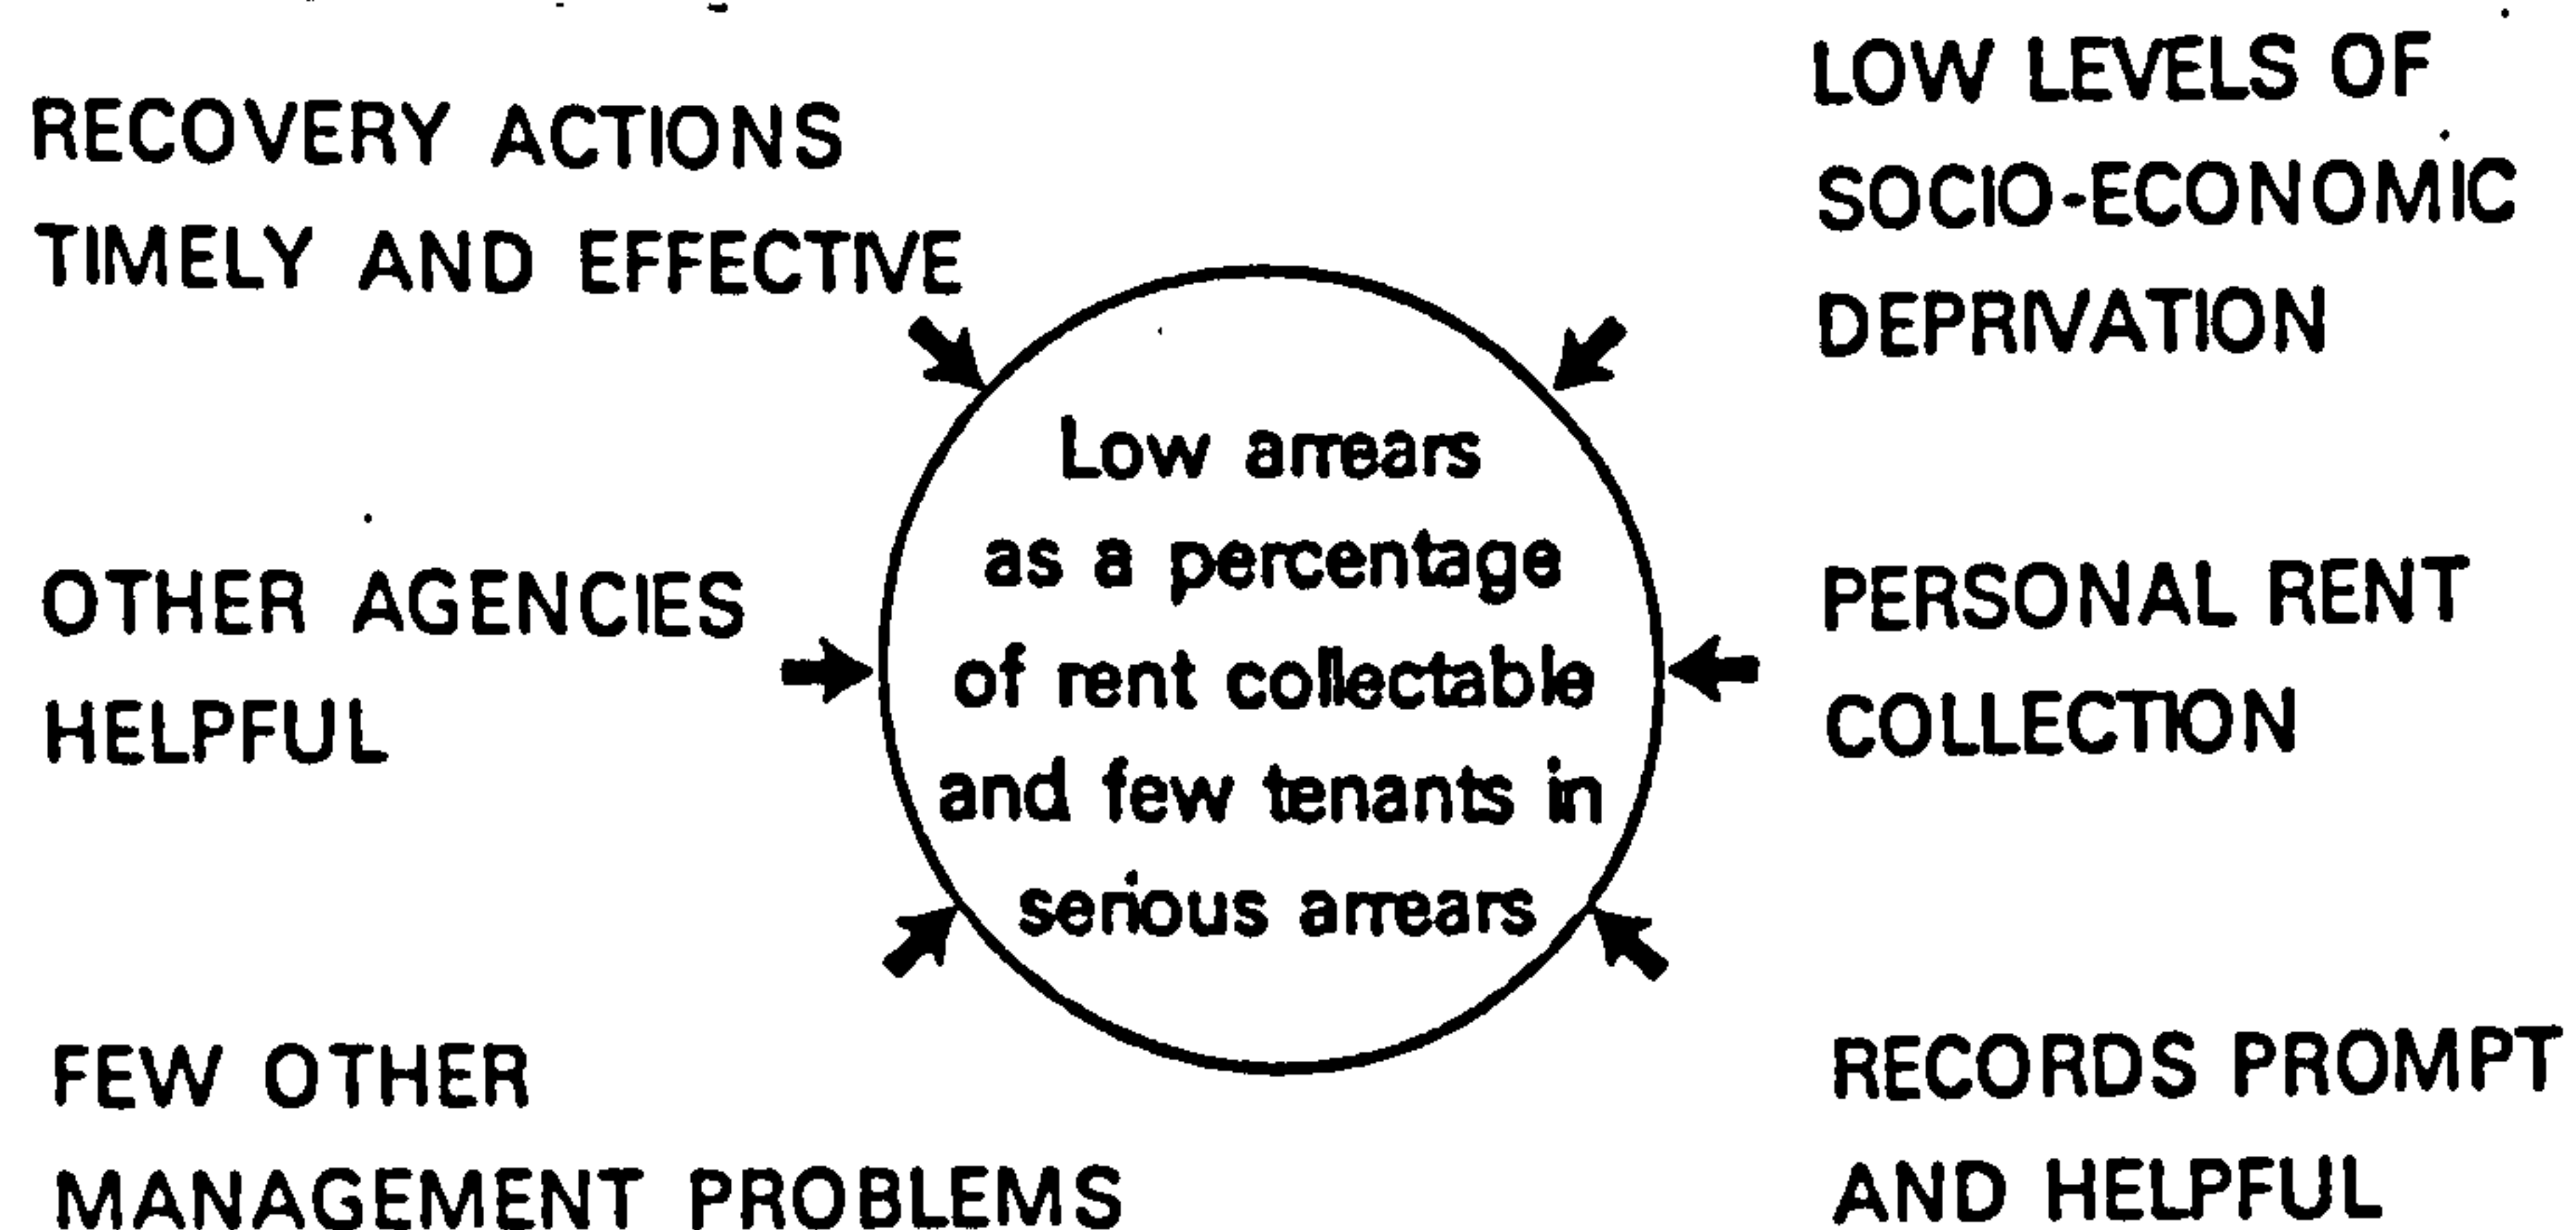 RECOVERY ACTIONS
TIMELY AND EFFECTIVE
LOW LEVELS OF
SOCIO-ECONOMIC
DEPRIVATION
Low arrears
as a percentage
of rent collectable
and few tenants in
serious arrears
OTHER AGENCIES
HELPFUL
PERSONAL RENT
COLLECTION
FEW OTHER
MANAGEMENT PROBLEMS
RECORDS PROMPT
AND HELPFUL